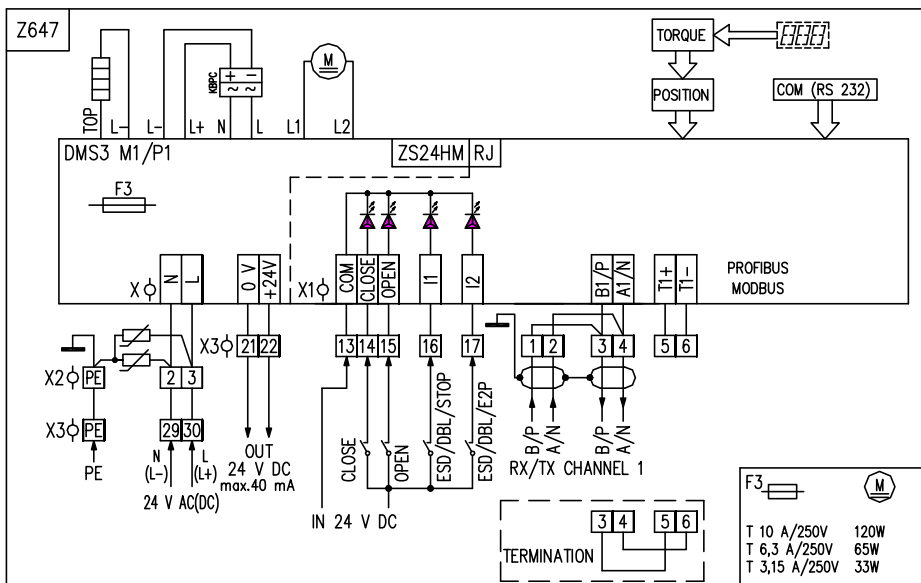 Z647
TORQUE
POSITION
COM (RS 232)
KBPC
+ −
~ ~
M
TOP
L-
L-
L+
N
L
L1
L2
DMS3 M1/P1
ZS24HM
RJ
F3
X
N
L
0 V
+24V
X1
COM
CLOSE
OPEN
I1
I2
B1/P
A1/N
T1+
T1-
PROFIBUS
MODBUS
X3
21
22
13
14
15
16
17
1
2
3
4
5
6
X2
PE
2
3
X3
PE
29
30
PE
N
(L-)
L
(L+)
24 V AC(DC)
OUT
24 V DC
max.40 mA
CLOSE
OPEN
ESD/DBL/STOP
ESD/DBL/E2P
IN 24 V DC
B/P
A/N
B/P
A/N
RX/TX CHANNEL 1
TERMINATION
3
4
5
6
F3
M
T 10 A/250V 120W
T 6,3 A/250V 65W
T 3,15 A/250V 33W